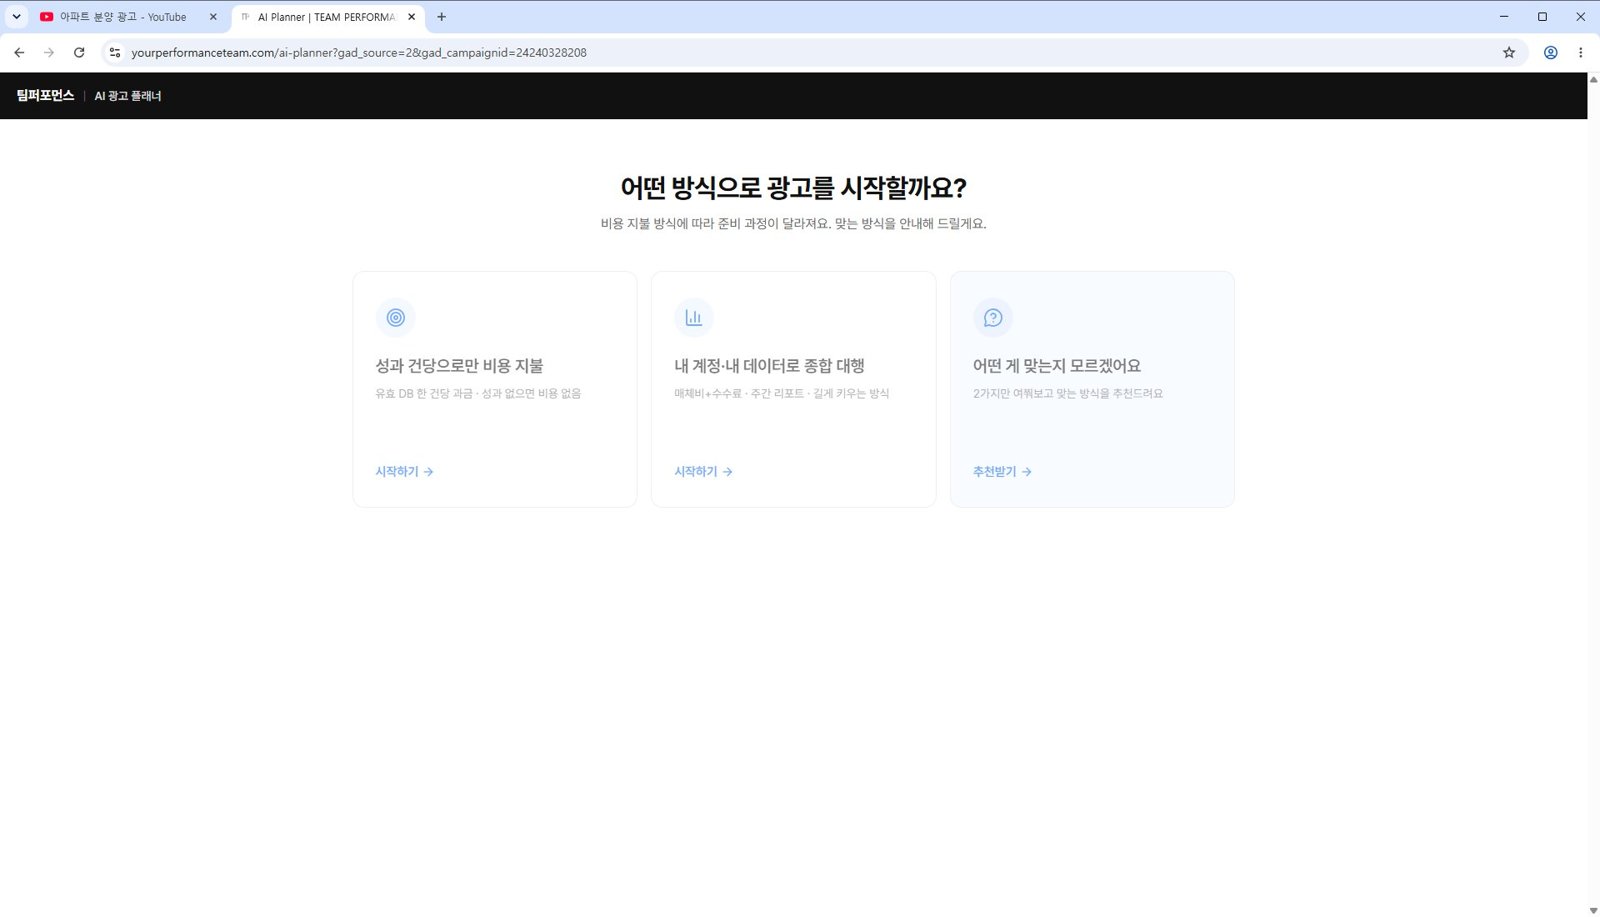 아파트 분양 광고 - YouTube
AI Planner | TEAM PERFORMA
yourperformanceteam.com/ai-planner?gad_source=2&gad_campaignid=24240328208
팀퍼포먼스 | AI 광고 플래너
어떤 방식으로 광고를 시작할까요?
비용 지불 방식에 따라 준비 과정이 달라져요. 맞는 방식을 안내해 드릴게요.
성과 건당으로만 비용 지불
유효 DB 한 건당 과금 · 성과 없으면 비용 없음
시작하기 →
내 계정·내 데이터로 종합 대행
매체비+수수료 · 주간 리포트 · 길게 키우는 방식
시작하기 →
어떤 게 맞는지 모르겠어요
2가지만 여쭤보고 맞는 방식을 추천드려요
추천받기 →